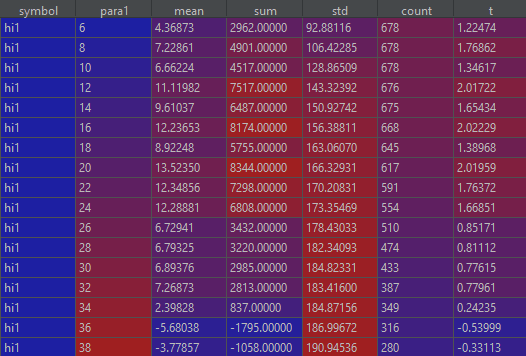 symbol para1 mean sum std count t
hi1 6 4.36873 2962.00000 92.88116 678 1.22474
hi1 8 7.22861 4901.00000 106.42285 678 1.76862
hi1 10 6.66224 4517.00000 128.86509 678 1.34617
hi1 12 11.11982 7517.00000 143.32392 676 2.01722
hi1 14 9.61037 6487.00000 150.92742 675 1.65434
hi1 16 12.23653 8174.00000 156.38811 668 2.02229
hi1 18 8.92248 5755.00000 163.06070 645 1.38968
hi1 20 13.52350 8344.00000 166.32931 617 2.01959
hi1 22 12.34856 7298.00000 170.20831 591 1.76372
hi1 24 12.28881 6808.00000 173.35469 554 1.66851
hi1 26 6.72941 3432.00000 178.43033 510 0.85171
hi1 28 6.79325 3220.00000 182.34093 474 0.81112
hi1 30 6.89376 2985.00000 184.82331 433 0.77615
hi1 32 7.26873 2813.00000 183.41600 387 0.77961
hi1 34 2.39828 837.00000 184.87156 349 0.24235
hi1 36 -5.68038 -1795.00000 186.99672 316 -0.53999
hi1 38 -3.77857 -1058.00000 190.94536 280 -0.33113